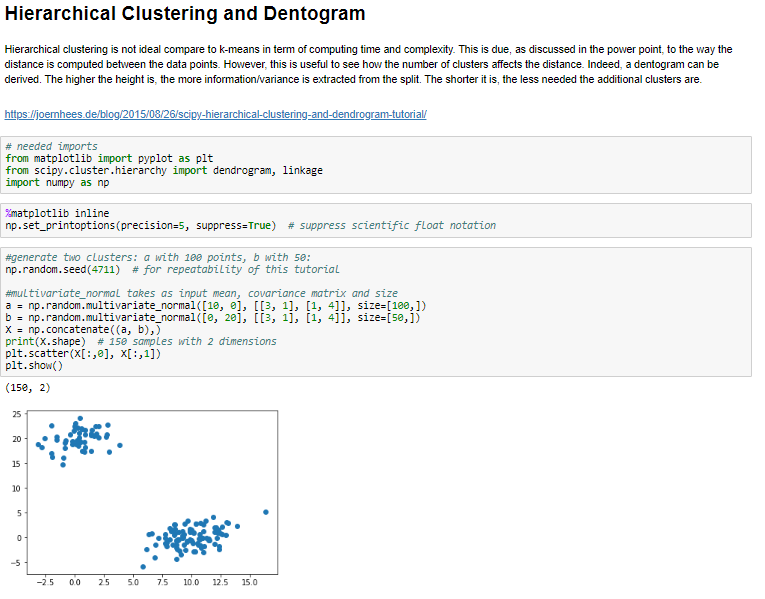 Hierarchical Clustering and Dentogram
Hierarchical clustering is not ideal compare to k-means in term of computing time and complexity. This is due, as discussed in the power point, to the way the
distance is computed between the data points. However, this is useful to see how the number of clusters affects the distance. Indeed, a dentogram can be
derived. The higher the height is, the more information/variance is extracted from the split. The shorter it is, the less needed the additional clusters are.
https://joernhees.de/blog/2015/08/26/scipy-hierarchical-clustering-and-dendrogram-tutorial/
# needed imports
from matplotlib import pyplot as plt
from scipy.cluster.hierarchy import dendrogram, linkage
import numpy as np
%matplotlib inline
np.set_printoptions(precision=5, suppress=True)  # suppress scientific float notation
#generate two clusters: a with 100 points, b with 50:
np.random.seed(4711)  # for repeatability of this tutorial
#multivariate_normal takes as input mean, covariance matrix and size
a = np.random.multivariate_normal([10, 0], [[3, 1], [1, 4]], size=[100,])
b = np.random.multivariate_normal([0, 20], [[3, 1], [1, 4]], size=[50,])
X = np.concatenate((a, b),)
print(X.shape)  # 150 samples with 2 dimensions
plt.scatter(X[:,0], X[:,1])
plt.show()
(150, 2)
25
20
15
10
5
0
−5
−2.5 0.0 2.5 5.0 7.5 10.0 12.5 15.0